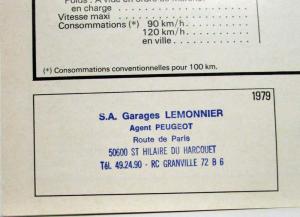 Poids : A vide en ordre de marche.
en charge ..........
Vitesse maxi ..........
Consommations (*) 90 km/h ..........
120 km/h ..........
en ville ..........
(*) Consommations conventionnelles pour 100 km.
1979
S.A. Garages LEMONNIER
Agent PEUGEOT
Route de Paris
50600 ST HILAIRE DU HARCOUET
Tél. 49.24.90 - RC GRANVILLE 72 B 6